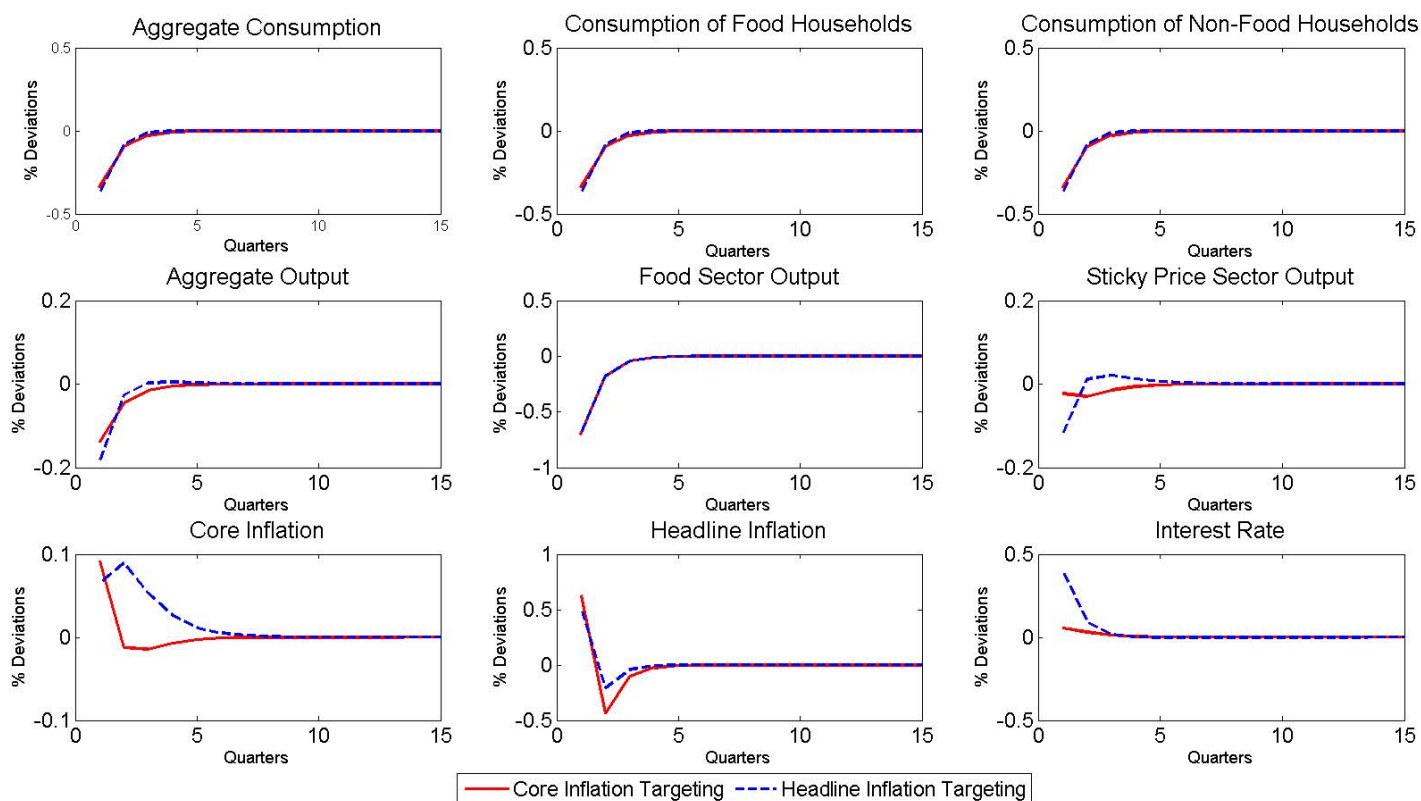 Aggregate Consumption
0.5
0
-0.5
% Deviations
0
5
10
15
Quarters
Consumption of Food Households
0.5
0
-0.5
% Deviations
0
5
10
15
Quarters
Consumption of Non-Food Households
0.5
0
-0.5
% Deviations
0
5
10
15
Quarters
Aggregate Output
0.2
0
-0.2
% Deviations
0
5
10
15
Quarters
Food Sector Output
0.5
0
-0.5
-1
% Deviations
0
5
10
15
Quarters
Sticky Price Sector Output
0.2
0
-0.2
% Deviations
0
5
10
15
Quarters
Core Inflation
0.1
0
-0.1
% Deviations
0
5
10
15
Quarters
Headline Inflation
1
0.5
0
-0.5
% Deviations
0
5
10
15
Quarters
Interest Rate
0.5
0
-0.5
% Deviations
0
5
10
15
Quarters
Core Inflation Targeting
Headline Inflation Targeting